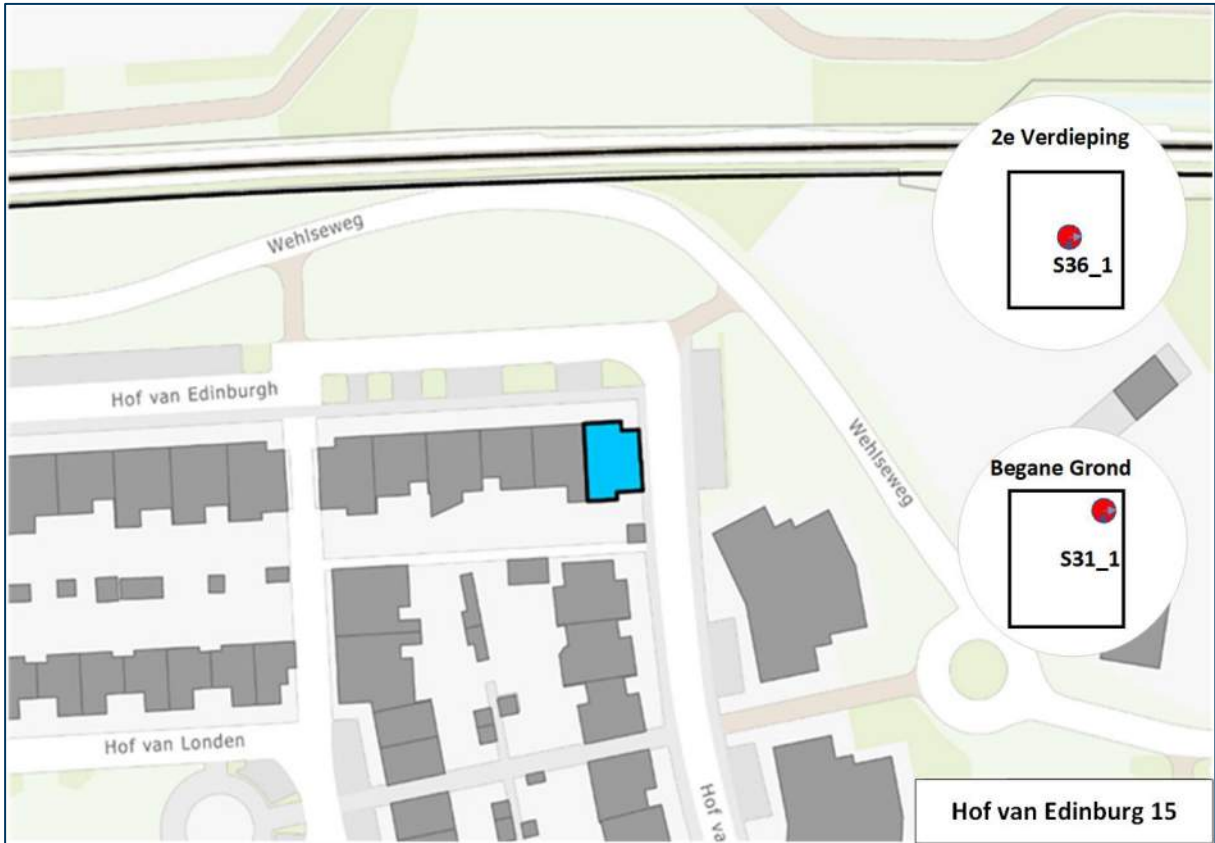 2e Verdieping
S36_1
Wehlseweg
Hof van Edinburgh
Wehlseweg
Begane Grond
S31_1
Hof van Londen
Hof va
Hof van Edinburg 15